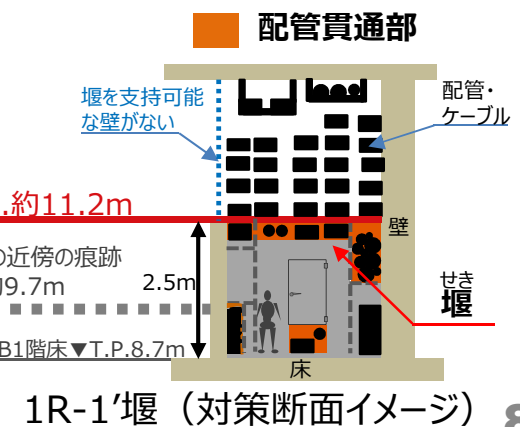 配管貫通部
堰を支持可能
な壁がない
配管・
ケーブル
.約11.2m
壁
の近傍の痕跡
9.7m
2.5m
せき
堰
B1階床▼T.P.8.7m
床
1R-1′堰（対策断面イメージ）